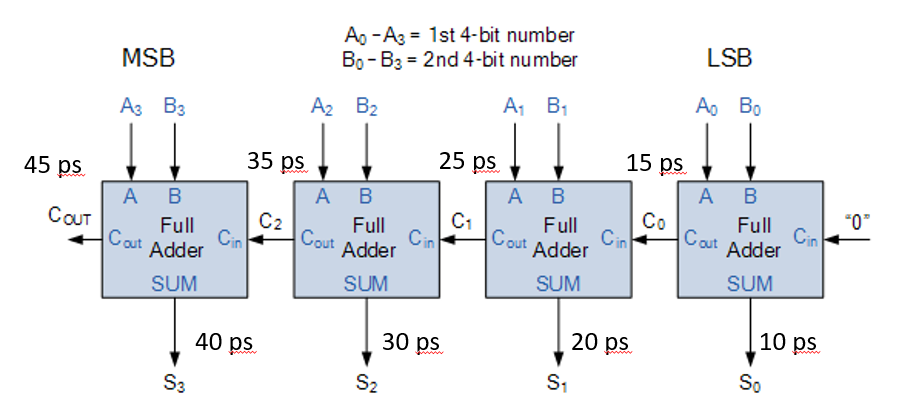 A₀ – A₃ = 1st 4-bit number
B₀ – B₃ = 2nd 4-bit number
MSB
LSB
A₃ B₃ A₂ B₂ A₁ B₁ A₀ B₀
45 ps 35 ps 25 ps 15 ps
A B A B A B A B
COUT C₂ C₁ C₀ "0"
Cout Full Adder Cin Cout Full Adder Cin Cout Full Adder Cin Cout Full Adder Cin
SUM SUM SUM SUM
40 ps 30 ps 20 ps 10 ps
S₃ S₂ S₁ S₀